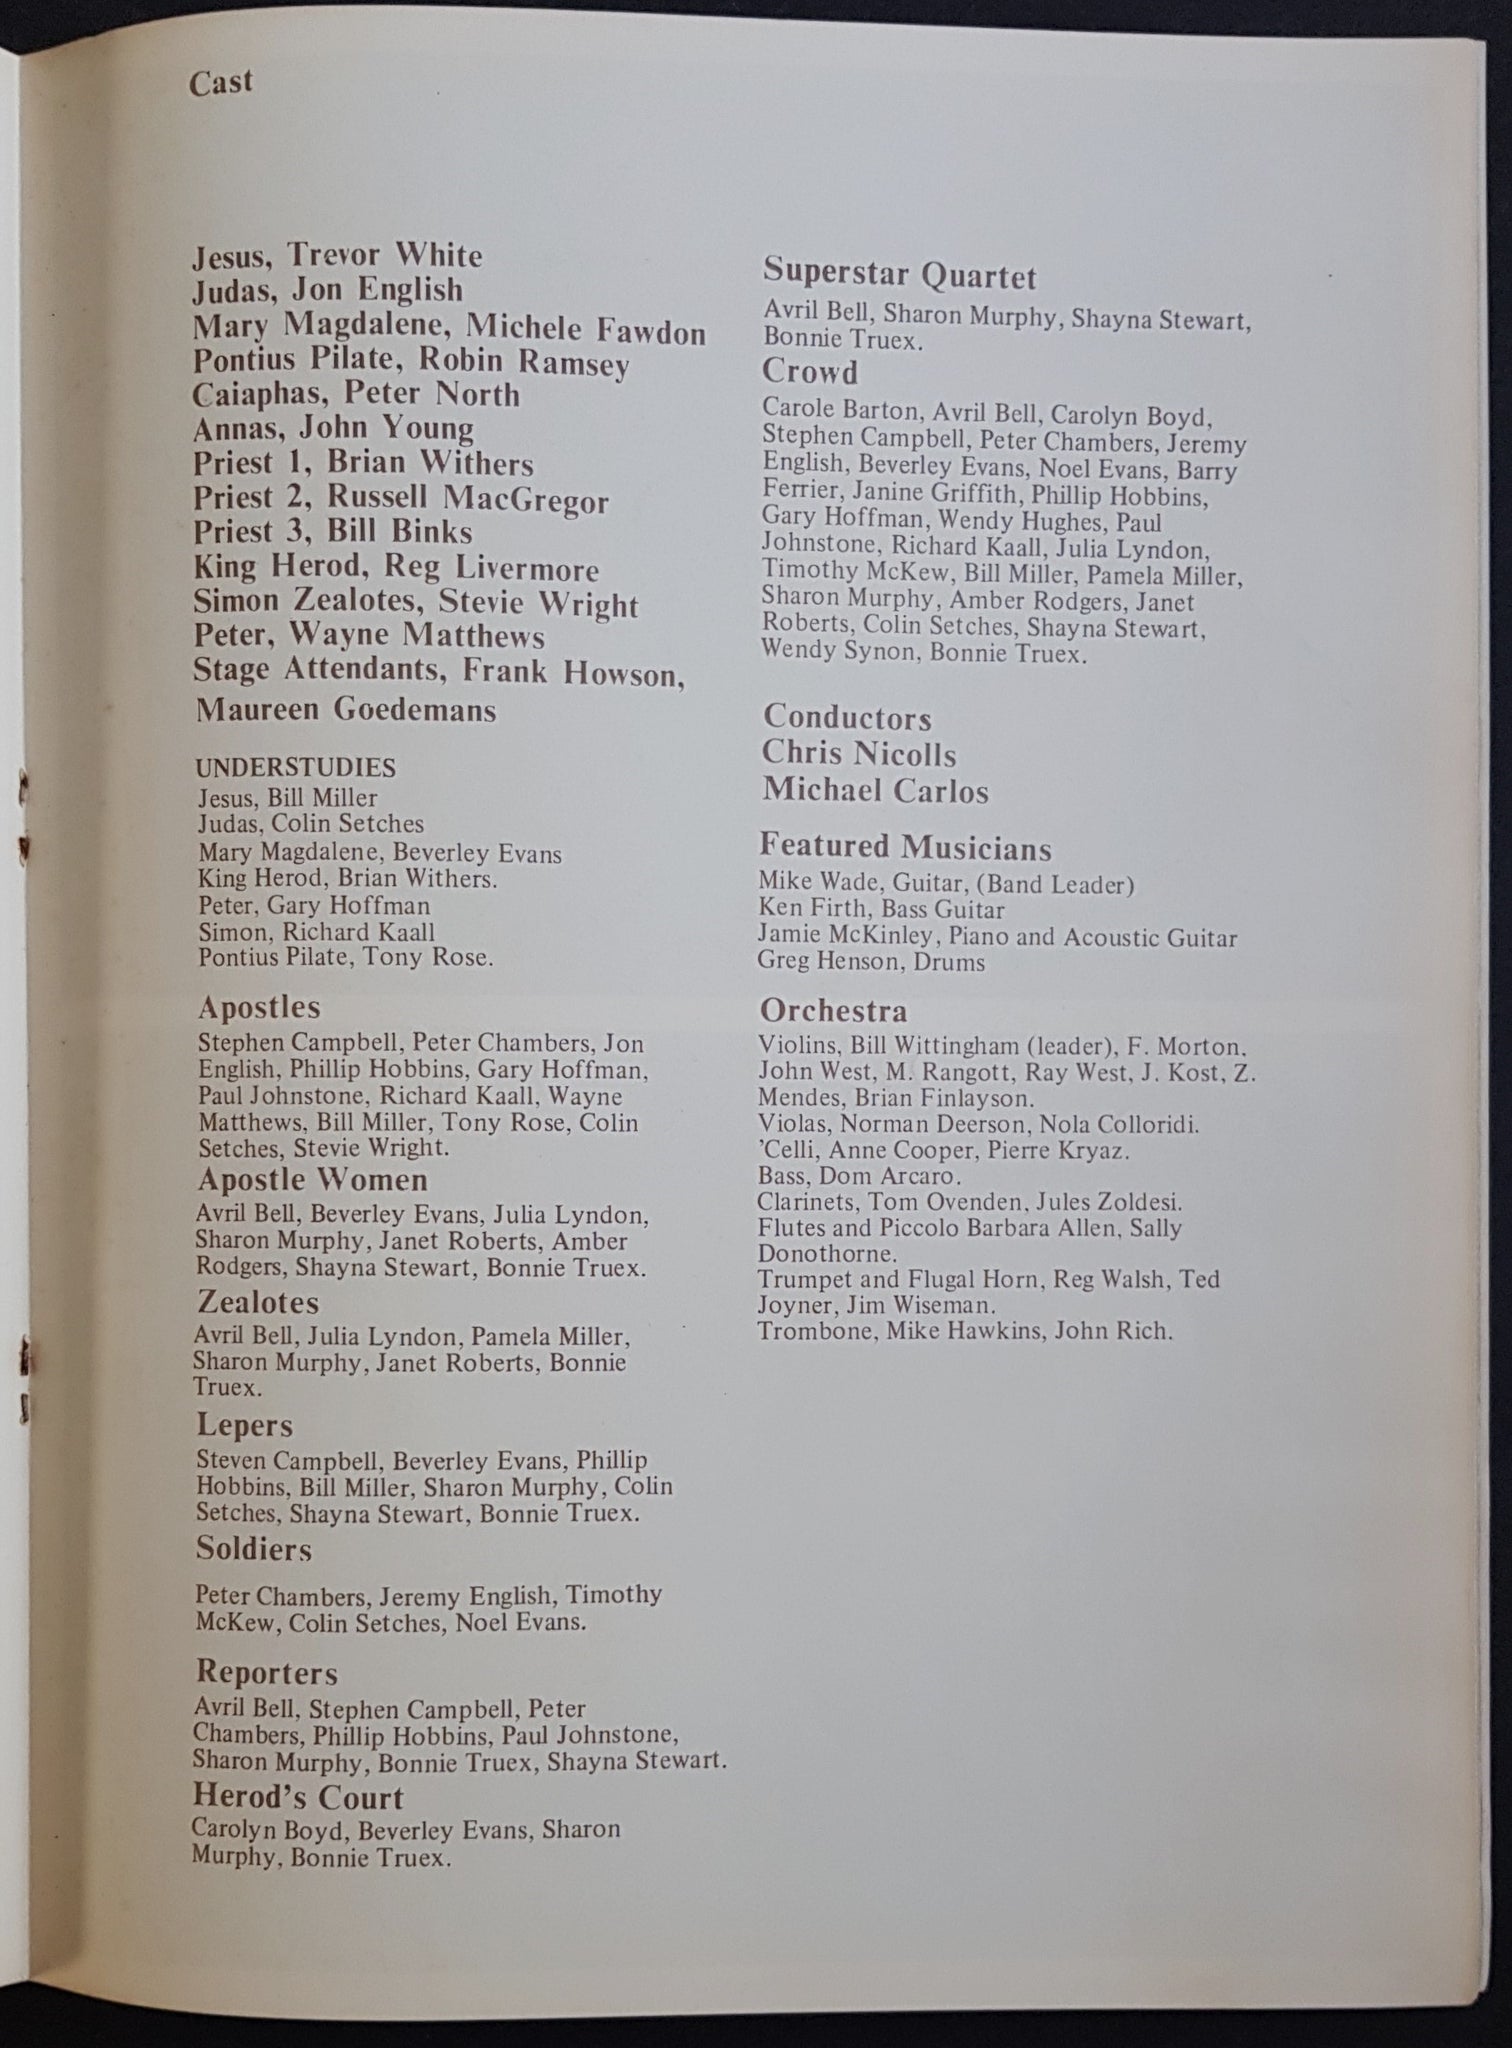 Cast
Jesus, Trevor White
Judas, Jon English
Mary Magdalene, Michele Fawdon
Pontius Pilate, Robin Ramsey
Caiaphas, Peter North
Annas, John Young
Priest 1, Brian Withers
Priest 2, Russell MacGregor
Priest 3, Bill Binks
King Herod, Reg Livermore
Simon Zealotes, Stevie Wright
Peter, Wayne Matthews
Stage Attendants, Frank Howson,
Maureen Goedemans
UNDERSTUDIES
Jesus, Bill Miller
Judas, Colin Setches
Mary Magdalene, Beverley Evans
King Herod, Brian Withers.
Peter, Gary Hoffman
Simon, Richard Kaall
Pontius Pilate, Tony Rose.
Apostles
Stephen Campbell, Peter Chambers, Jon
English, Phillip Hobbins, Gary Hoffman,
Paul Johnstone, Richard Kaall, Wayne
Matthews, Bill Miller, Tony Rose, Colin
Setches, Stevie Wright.
Apostle Women
Avril Bell, Beverley Evans, Julia Lyndon,
Sharon Murphy, Janet Roberts, Amber
Rodgers, Shayna Stewart, Bonnie Truex.
Zealotes
Avril Bell, Julia Lyndon, Pamela Miller,
Sharon Murphy, Janet Roberts, Bonnie
Truex.
Lepers
Steven Campbell, Beverley Evans, Phillip
Hobbins, Bill Miller, Sharon Murphy, Colin
Setches, Shayna Stewart, Bonnie Truex.
Soldiers
Peter Chambers, Jeremy English, Timothy
McKew, Colin Setches, Noel Evans.
Reporters
Avril Bell, Stephen Campbell, Peter
Chambers, Phillip Hobbins, Paul Johnstone,
Sharon Murphy, Bonnie Truex, Shayna Stewart.
Herod's Court
Carolyn Boyd, Beverley Evans, Sharon
Murphy, Bonnie Truex.
Superstar Quartet
Avril Bell, Sharon Murphy, Shayna Stewart,
Bonnie Truex.
Crowd
Carole Barton, Avril Bell, Carolyn Boyd,
Stephen Campbell, Peter Chambers, Jeremy
English, Beverley Evans, Noel Evans, Barry
Ferrier, Janine Griffith, Phillip Hobbins,
Gary Hoffman, Wendy Hughes, Paul
Johnstone, Richard Kaall, Julia Lyndon,
Timothy McKew, Bill Miller, Pamela Miller,
Sharon Murphy, Amber Rodgers, Janet
Roberts, Colin Setches, Shayna Stewart,
Wendy Synon, Bonnie Truex.
Conductors
Chris Nicolls
Michael Carlos
Featured Musicians
Mike Wade, Guitar, (Band Leader)
Ken Firth, Bass Guitar
Jamie McKinley, Piano and Acoustic Guitar
Greg Henson, Drums
Orchestra
Violins, Bill Wittingham (leader), F. Morton,
John West, M. Rangott, Ray West, J. Kost, Z.
Mendes, Brian Finlayson.
Violas, Norman Deerson, Nola Colloridi.
'Celli, Anne Cooper, Pierre Kryaz.
Bass, Dom Arcaro.
Clarinets, Tom Ovenden, Jules Zoldesi.
Flutes and Piccolo Barbara Allen, Sally
Donothorne.
Trumpet and Flugal Horn, Reg Walsh, Ted
Joyner, Jim Wiseman.
Trombone, Mike Hawkins, John Rich.